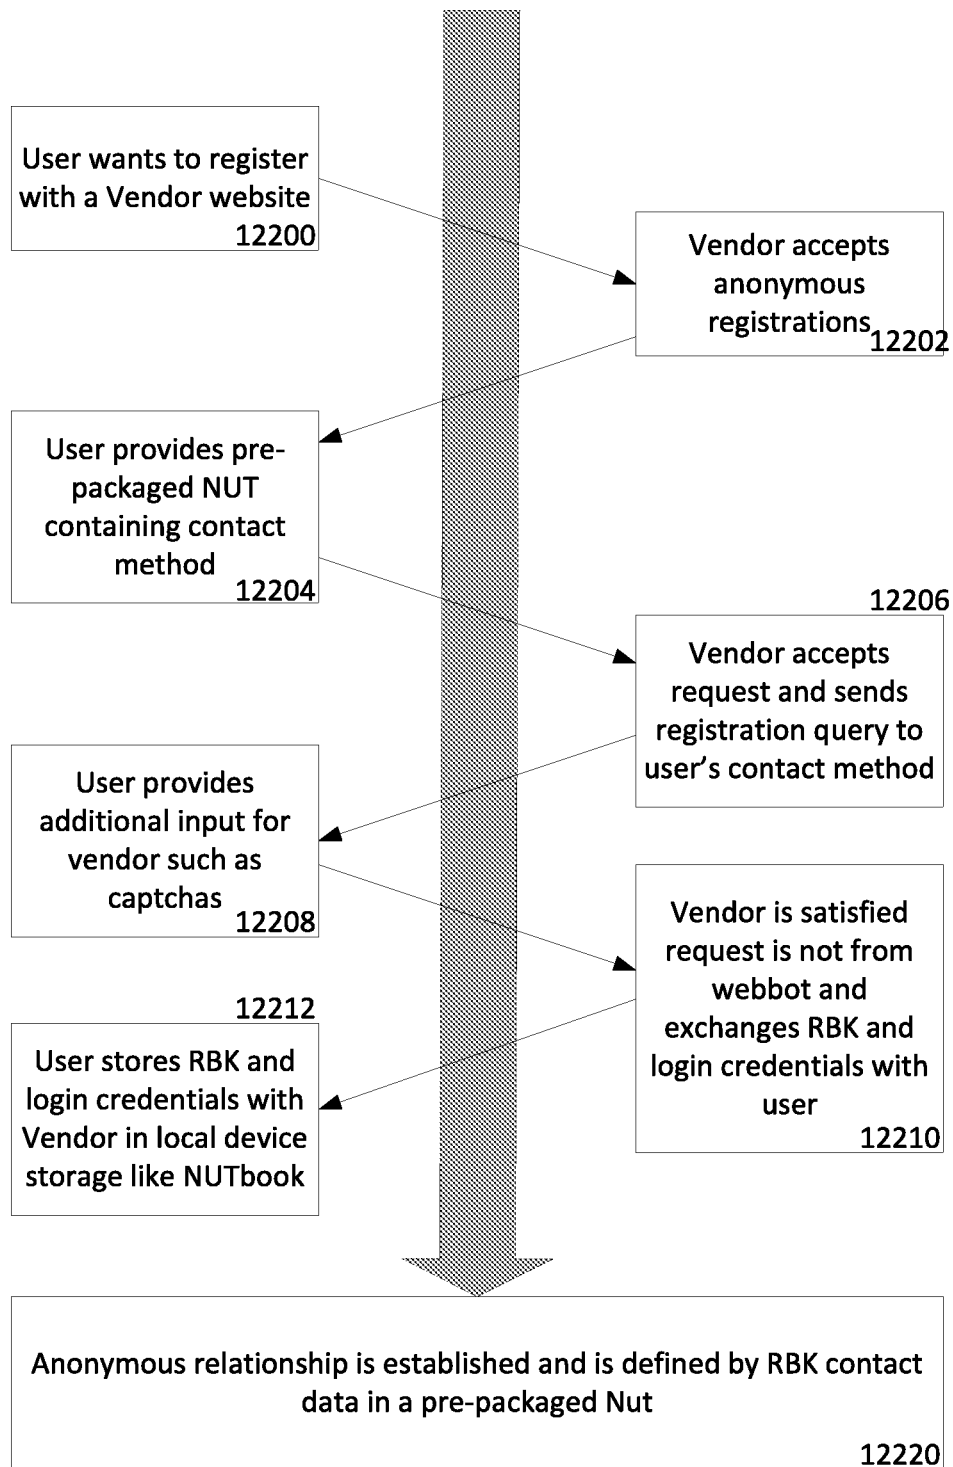 User wants to register
with a Vendor website
12200
Vendor accepts
anonymous
registrations
12202
User provides pre-
packaged NUT
containing contact
method
12204
12206
Vendor accepts
request and sends
registration query to
user's contact method
User provides
additional input for
vendor such as
captchas
12208
Vendor is satisfied
request is not from
webbot and
exchanges RBK and
login credentials with
user
12210
12212
User stores RBK and
login credentials with
Vendor in local device
storage like NUTbook
Anonymous relationship is established and is defined by RBK contact
data in a pre-packaged Nut
12220